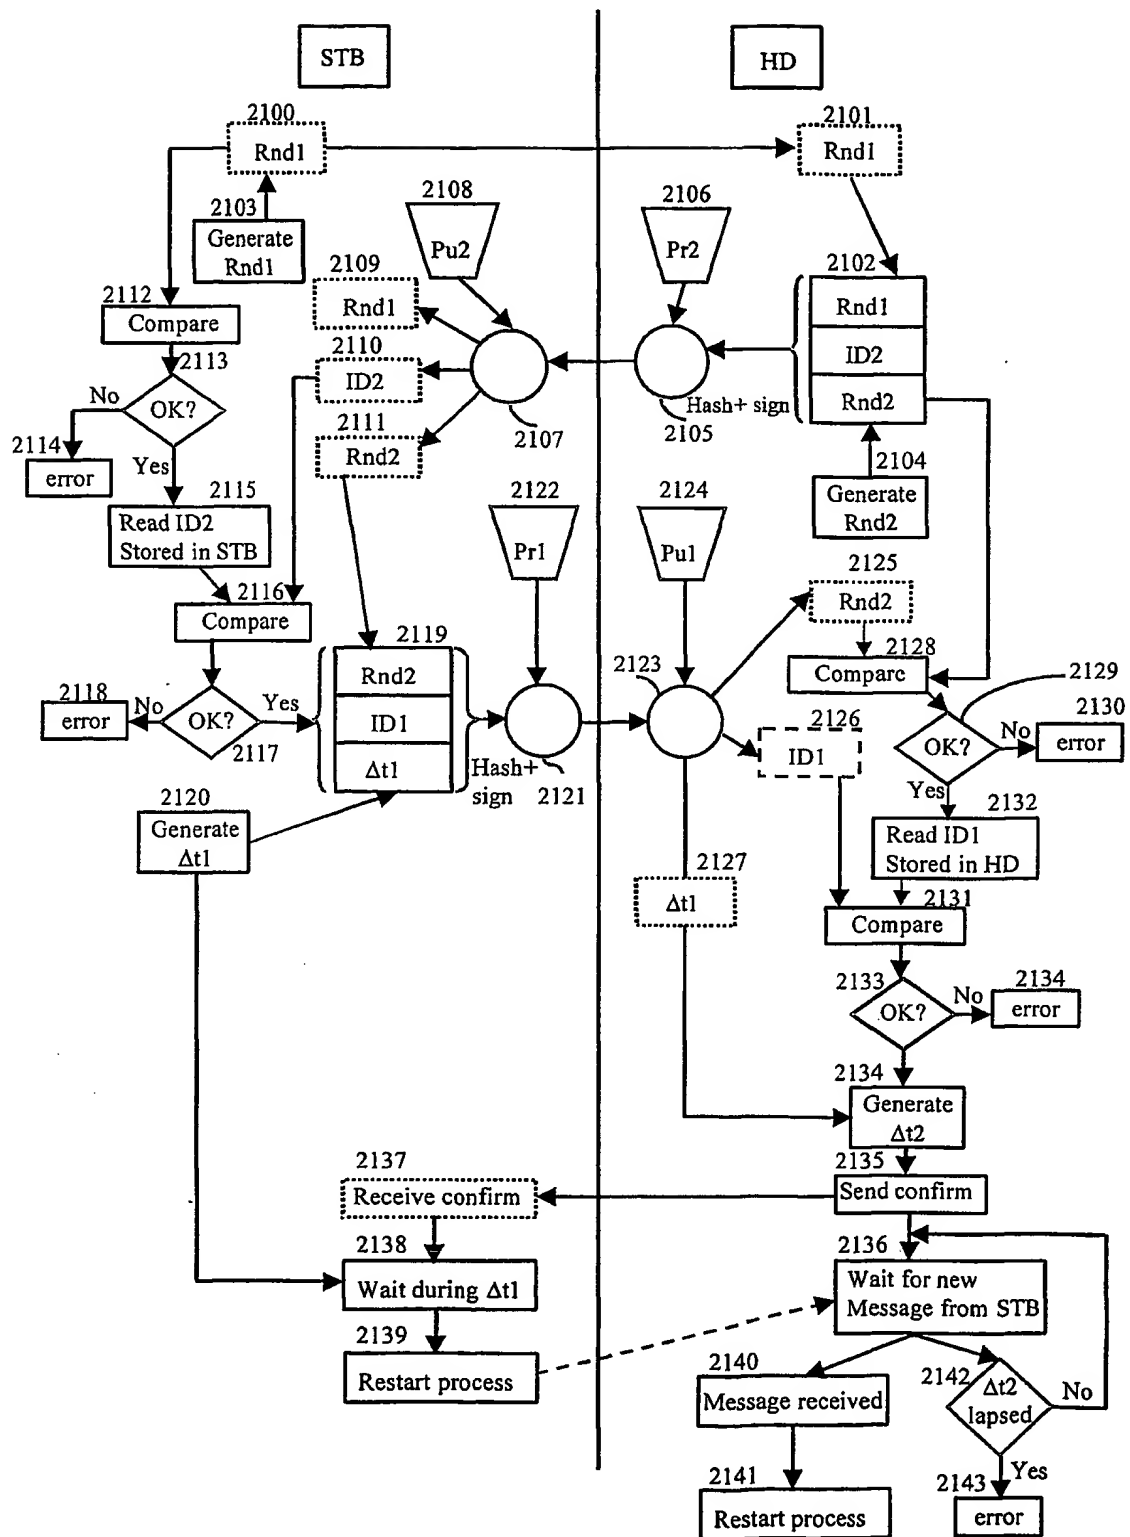 STB
HD
2100
Rnd1
2101
Rnd1
2103
Generate
Rnd1
2108
Pu2
2106
Pr2
2102
Rnd1
ID2
Rnd2
2109
Rnd1
2112
Compare
2113
OK?
No
Yes
2114
error
2110
ID2
2111
Rnd2
2107
Hash+ sign
2105
2104
Generate
Rnd2
2115
Read ID2
Stored in STB
2122
Pr1
2124
Pu1
2125
Rnd2
2116
Compare
2119
Rnd2
ID1
Δt1
2128
Compare
2129
2123
2118
error
No
OK?
Yes
2117
2126
ID1
OK?
No
2130
error
Yes
Hash+
sign
2121
2120
Generate
Δt1
2132
Read ID1
Stored in HD
2127
Δt1
2131
Compare
2133
OK?
No
2134
error
2134
Generate
Δt2
2135
Send confirm
2137
Receive confirm
2138
Wait during Δt1
2136
Wait for new
Message from STB
2139
Restart process
2140
Message received
2142
Δt2
lapsed
No
Yes
2141
Restart process
2143
error